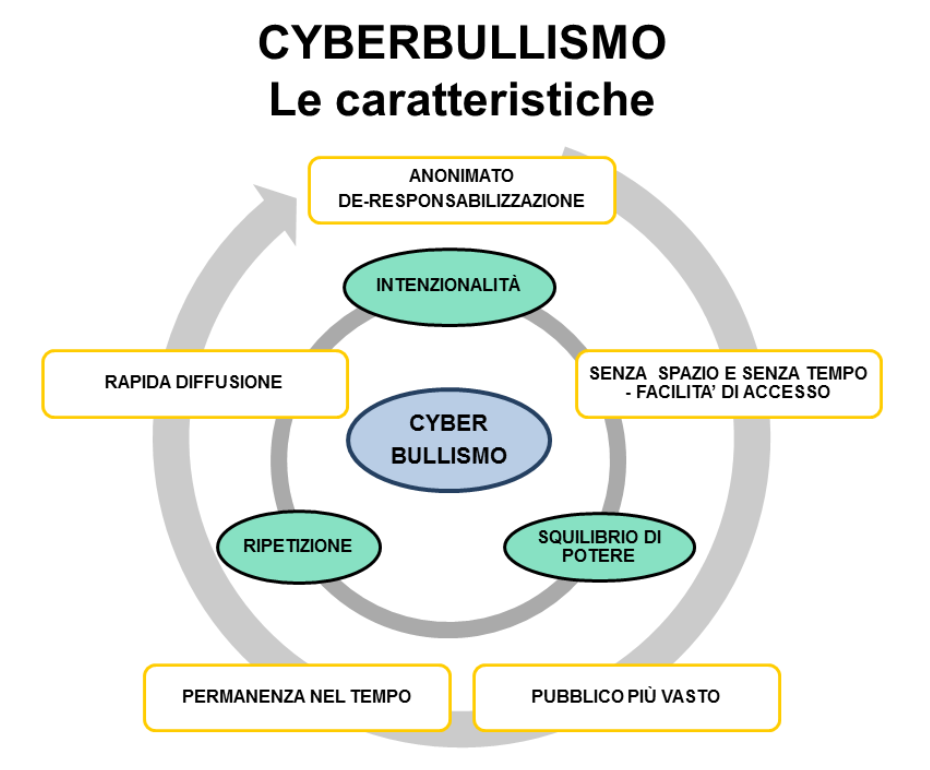 CYBERBULLISMO
Le caratteristiche
ANONIMATO
DE-RESPONSABILIZZAZIONE
INTENZIONALITÀ
RAPIDA DIFFUSIONE
SENZA SPAZIO E SENZA TEMPO
- FACILITA' DI ACCESSO
CYBER
BULLISMO
RIPETIZIONE
SQUILIBRIO DI
POTERE
PERMANENZA NEL TEMPO
PUBBLICO PIÙ VASTO